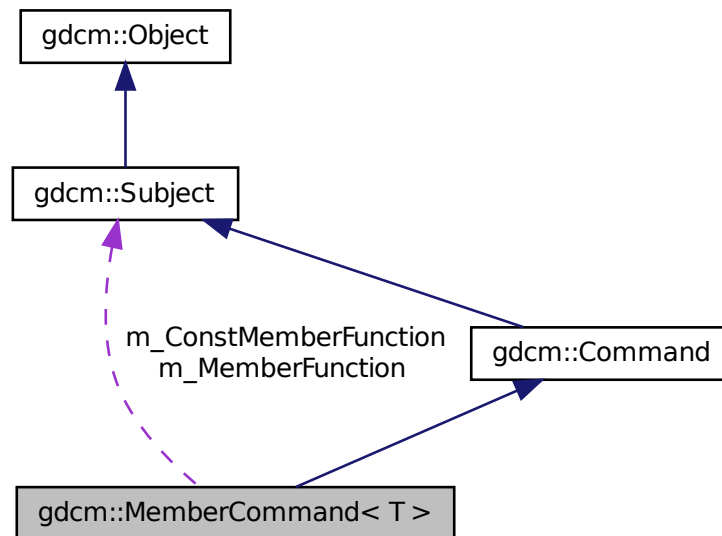 gdcm::Object
gdcm::Subject
m_ConstMemberFunction
m_MemberFunction
gdcm::Command
gdcm::MemberCommand< T >